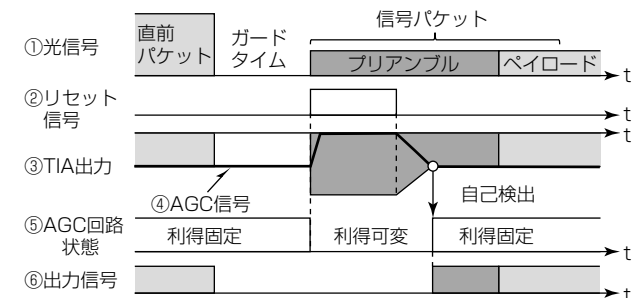 信号パケット
直前
パケット
ガード
タイム
①光信号
プリアンブル
ペイロード
t
②リセット
信号
t
t
③TIA出力
④AGC信号
自己検出
⑤AGC回路
状態
利得固定
利得可変
利得固定
t
⑥出力信号
t